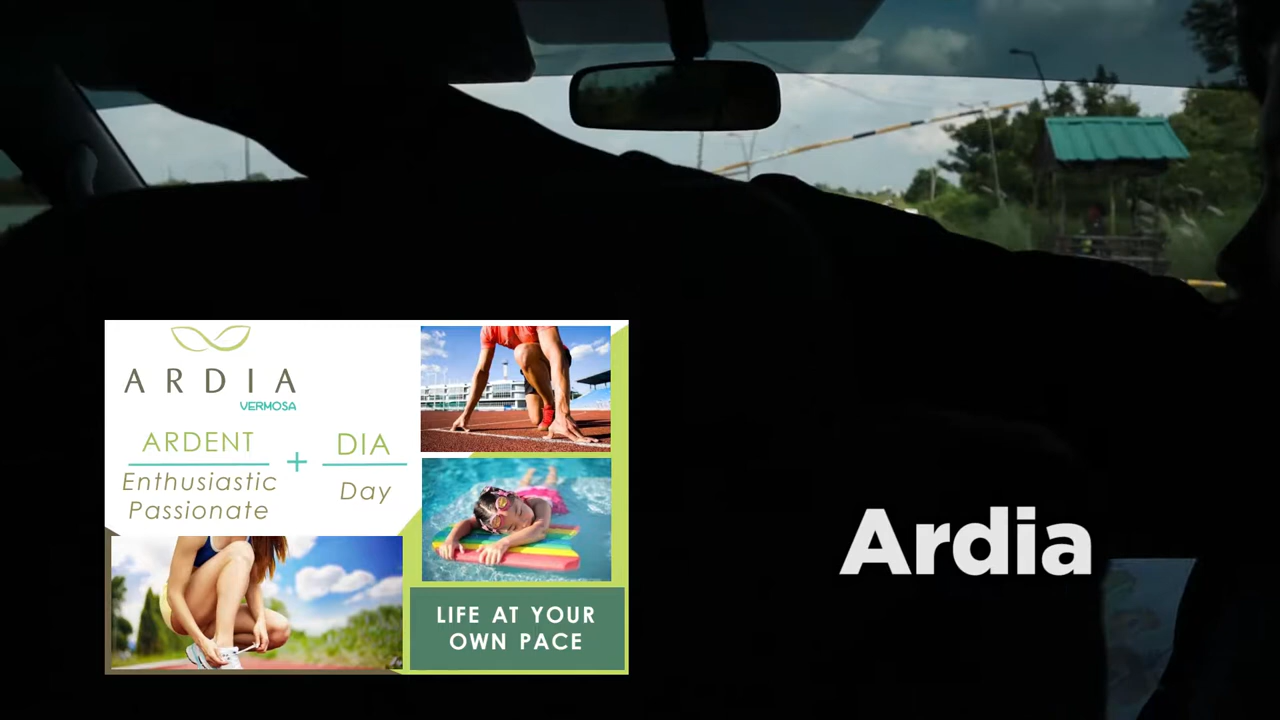 ARDIA
VERMOSA
ARDENT + DIA
Enthusiastic
Passionate
Day
LIFE AT YOUR
OWN PACE
Ardia